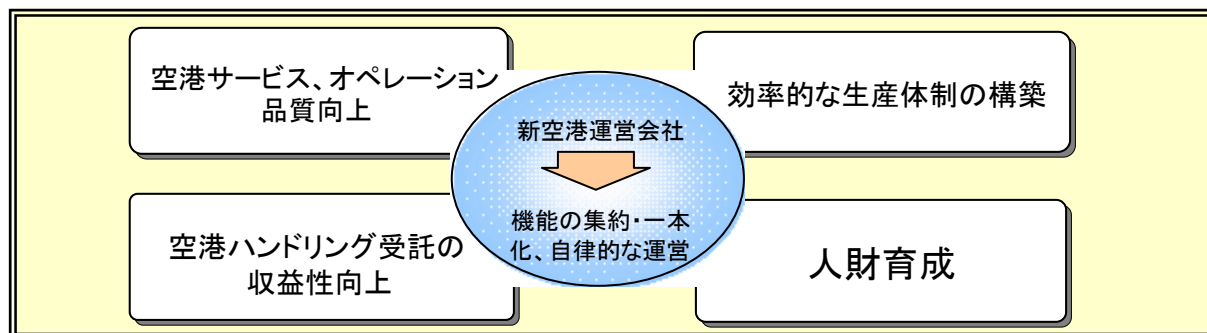 空港サービス、オペレーション
品質向上
効率的な生産体制の構築
新空港運営会社
機能の集約・一本
化、自律的な運営
空港ハンドリング受託の
収益性向上
人財育成